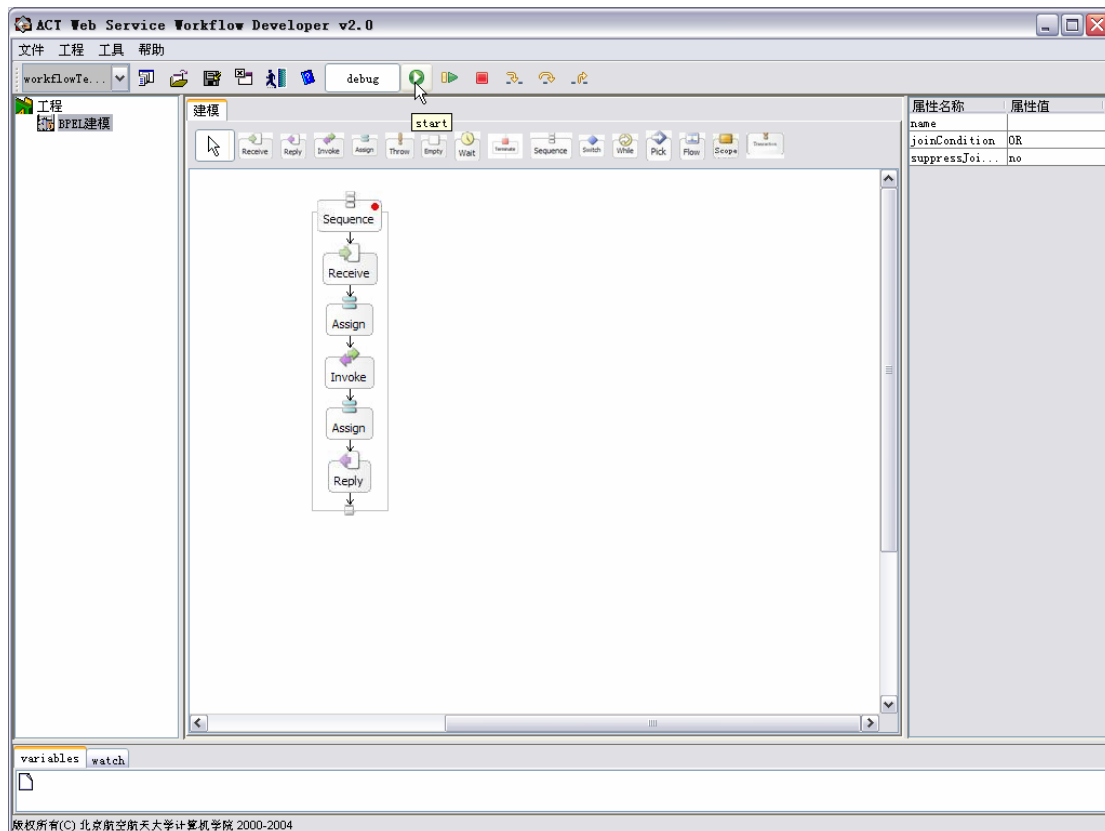 ACT Web Service Workflow Developer v2.0
文件 工程 工具 帮助
workflowTe... debug
start
工程
BPEL建模
建模
Receive Reply Invoke Assign Throw Empty Wait Terminate Sequence Switch While Pick Flow Scope
属性名称 属性值
name
joinCondition OR
suppressJoi... no
Sequence
Receive
Assign
Invoke
Assign
Reply
variables watch
版权所有(C) 北京航空航天大学计算机学院 2000-2004